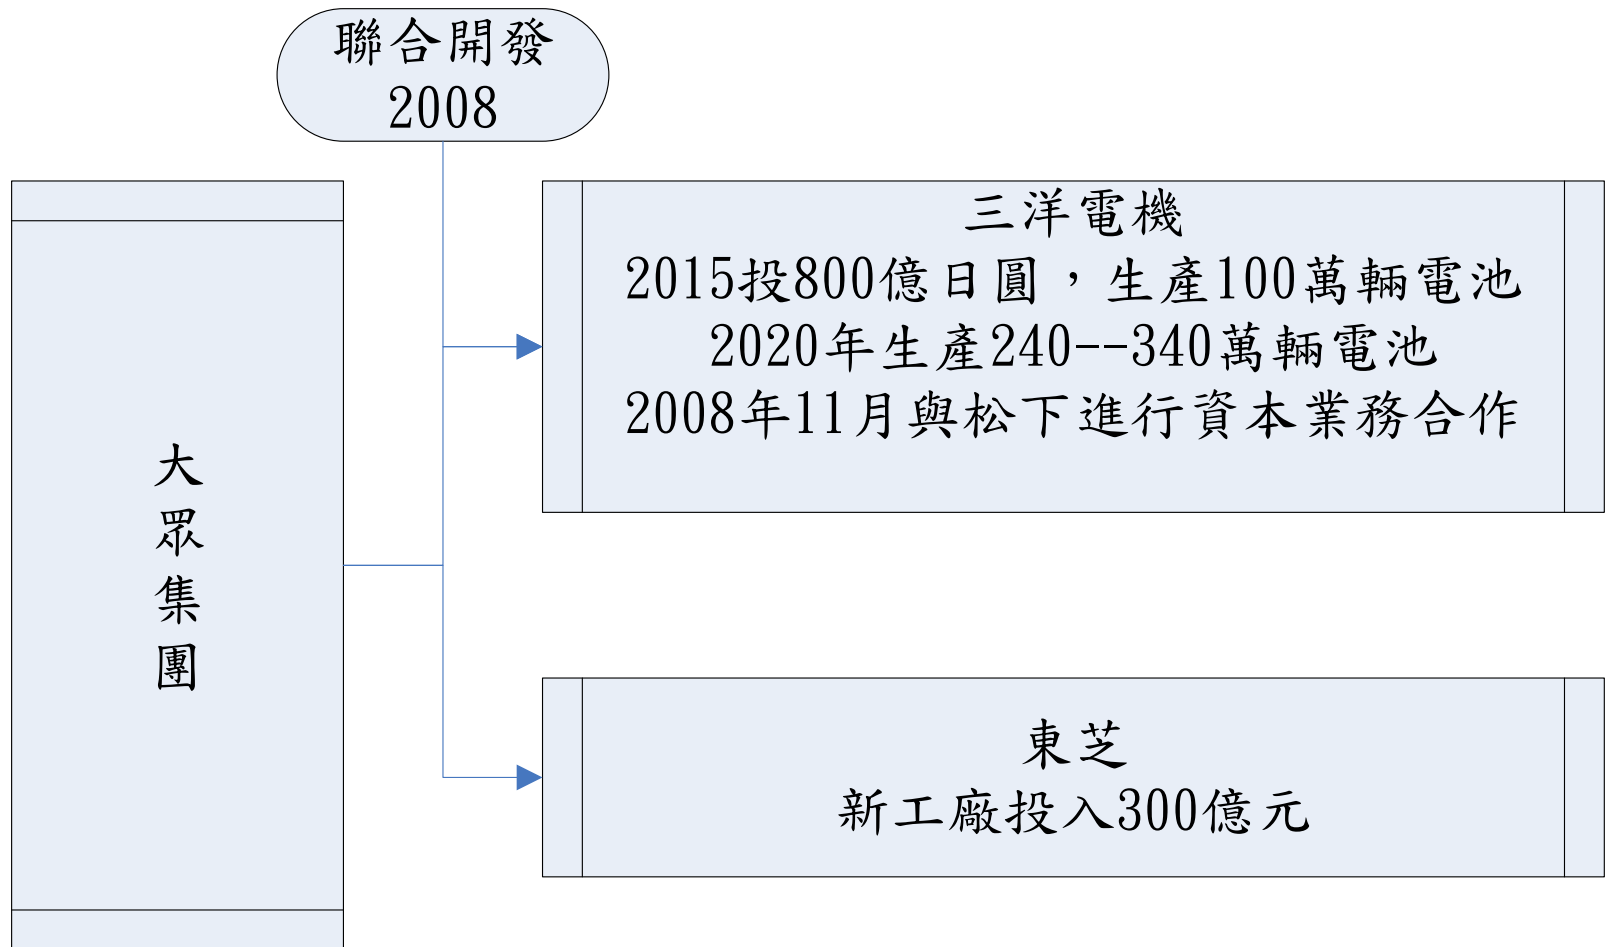 聯合開發
2008
三洋電機
2015投800億日圓，生產100萬輛電池
2020年生產240--340萬輛電池
2008年11月與松下進行資本業務合作
大
眾
集
團
東芝
新工廠投入300億元